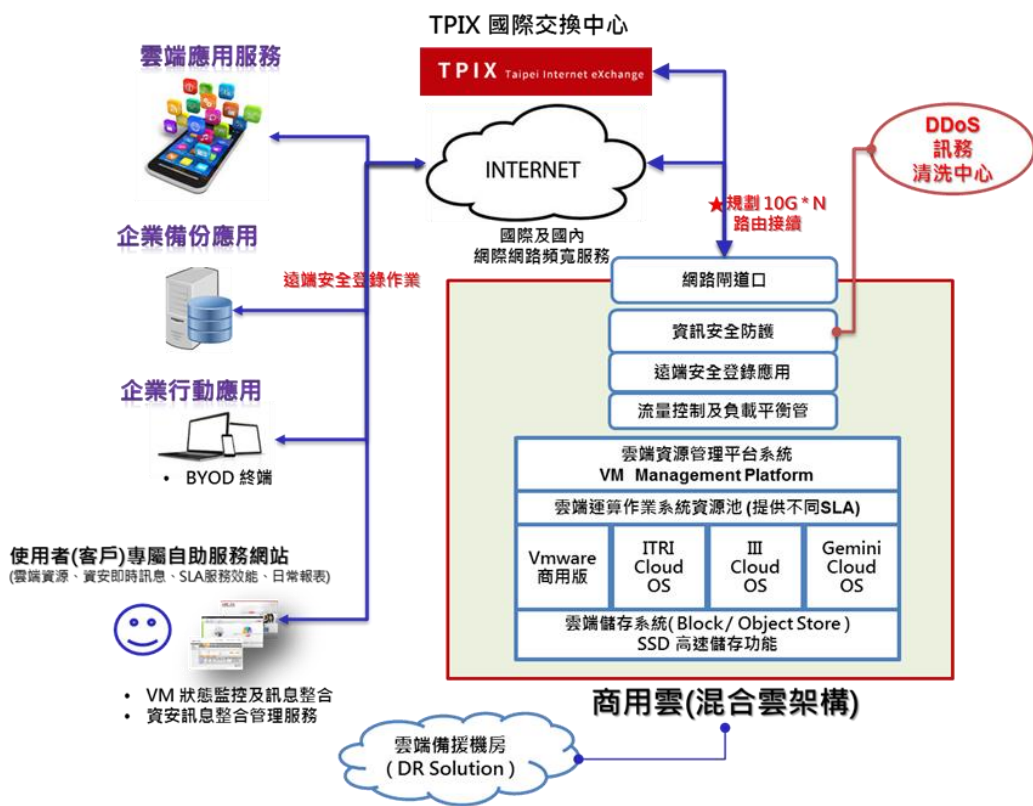 TPIX 國際交換中心
TPIX Taipei Internet eXchange
雲端應用服務
INTERNET
DDoS
訊務
清洗中心
★規劃 10G * N
路由接續
國際及國內
網際網路頻寬服務
企業備份應用
遠端安全登錄作業
網路閘道口
資訊安全防護
遠端安全登錄應用
流量控制及負載平衡管
企業行動應用
• BYOD 終端
雲端資源管理平台系統
VM Management Platform
雲端運算作業系統資源池 (提供不同SLA)
Vmware
商用版
ITRI
Cloud
OS
III
Cloud
OS
Gemini
Cloud
OS
雲端儲存系統( Block / Object Store )
SSD 高速儲存功能
使用者(客戶)專屬自助服務網站
(雲端資源、資安即時訊息、SLA服務效能、日常報表)
• VM 狀態監控及訊息整合
• 資安訊息整合管理服務
商用雲(混合雲架構)
雲端備援機房
( DR Solution )